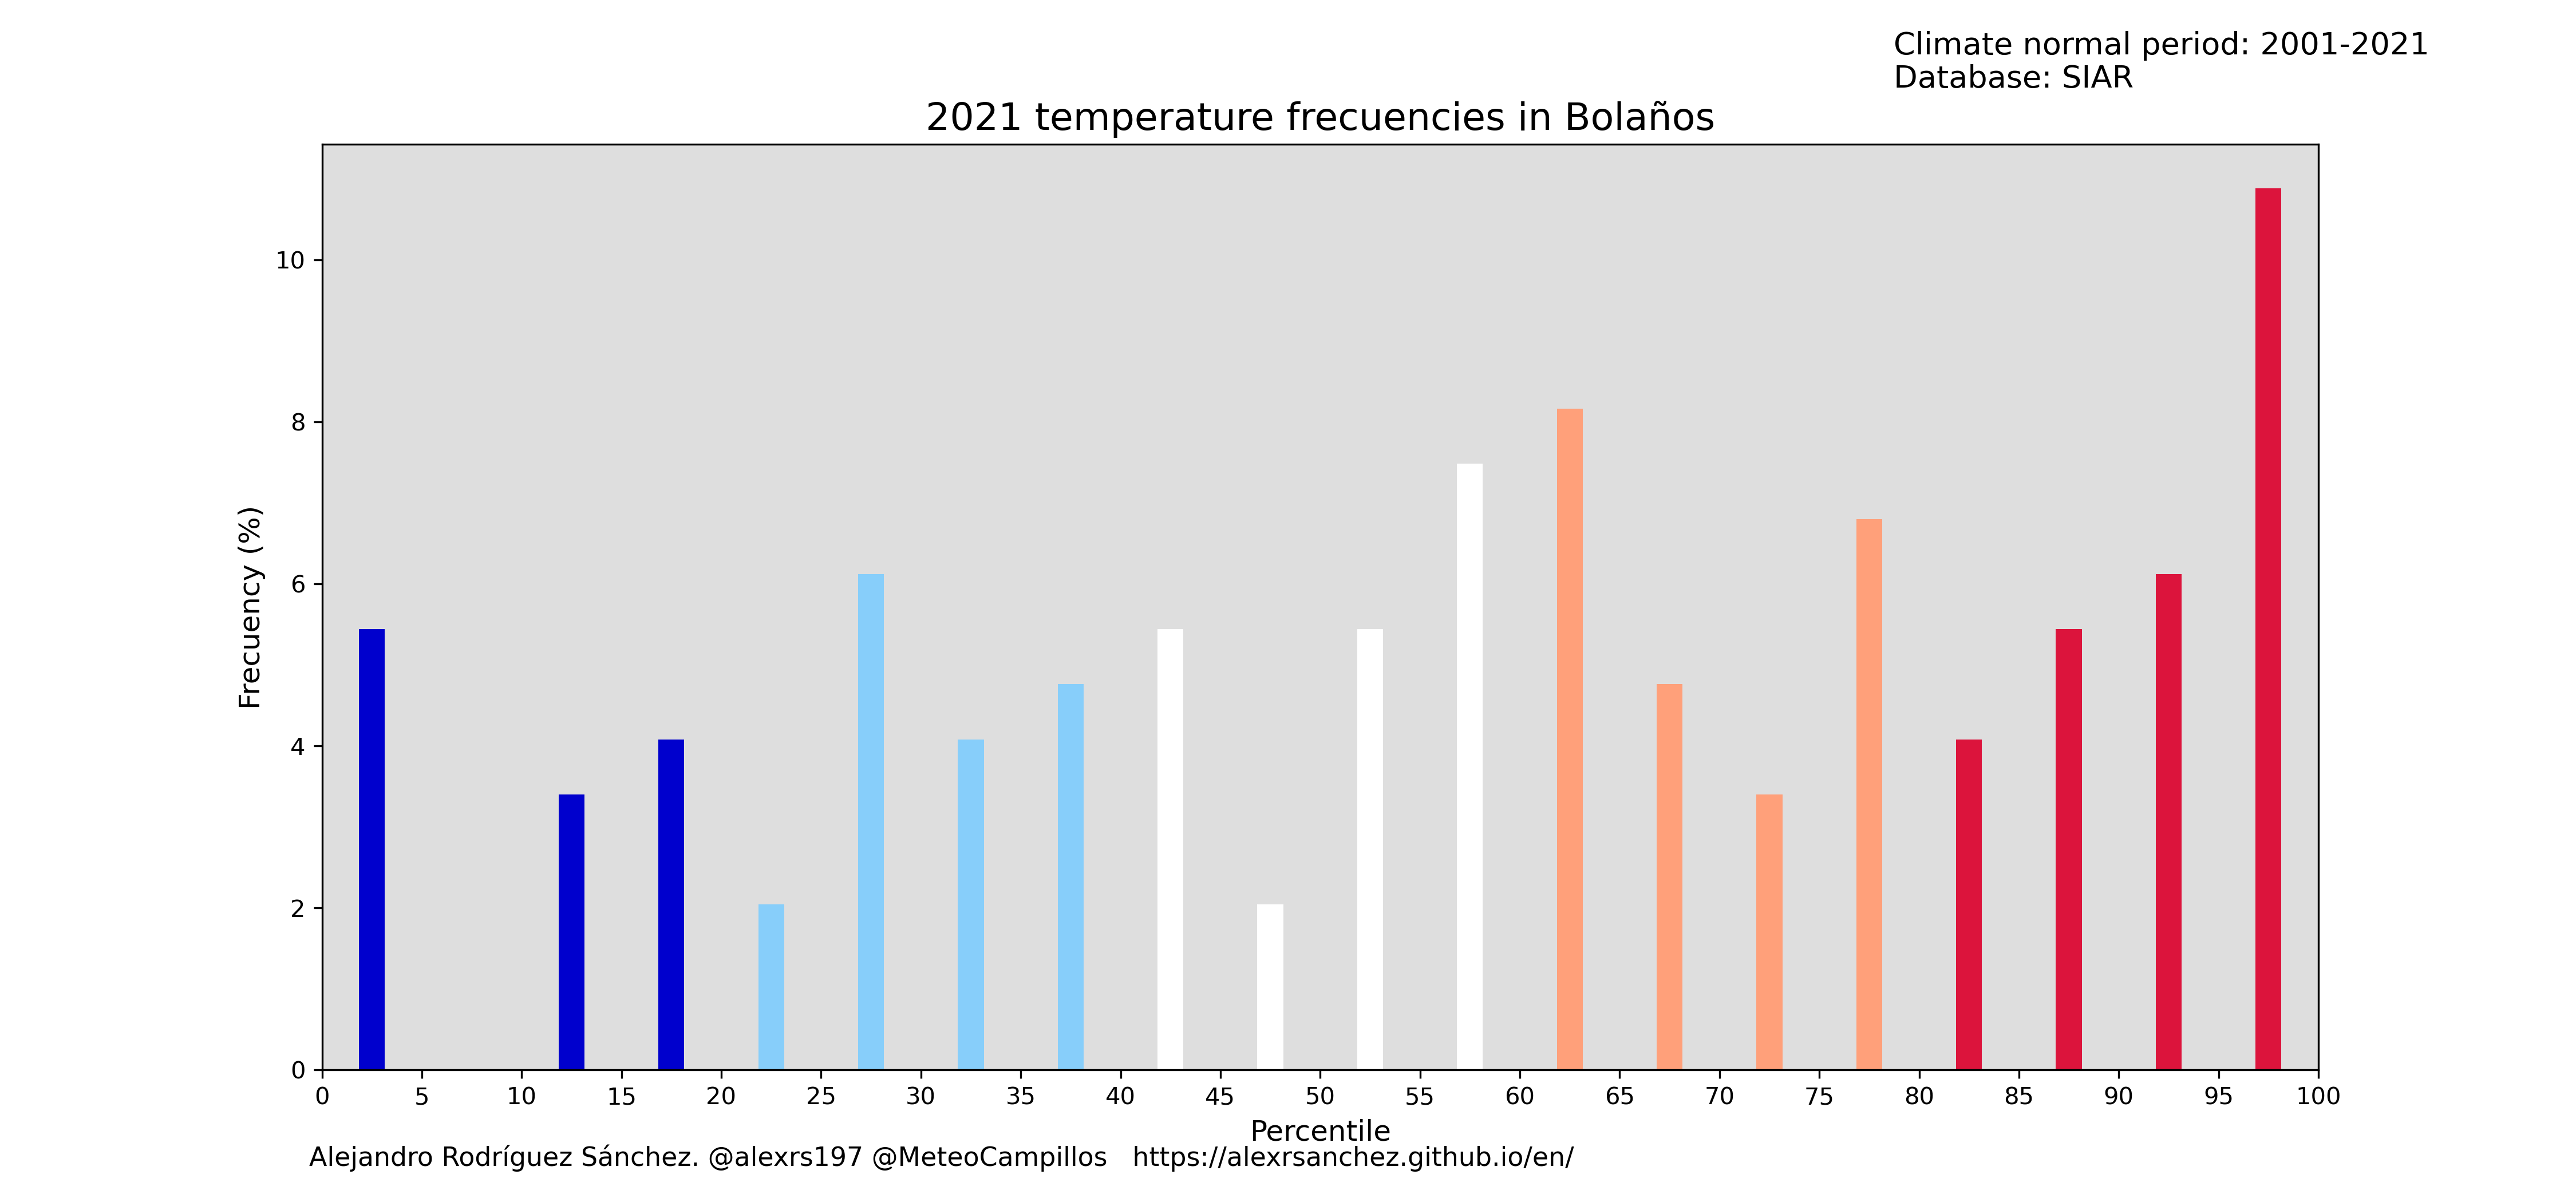 Climate normal period: 2001-2021
Database: SIAR
2021 temperature frecuencies in Bolaños
Frecuency (%)
10
8
6
4
2
0
0 5 10 15 20 25 30 35 40 45 50 55 60 65 70 75 80 85 90 95 100
Percentile
Alejandro Rodríguez Sánchez. @alexrs197 @MeteoCampillos https://alexrsanchez.github.io/en/